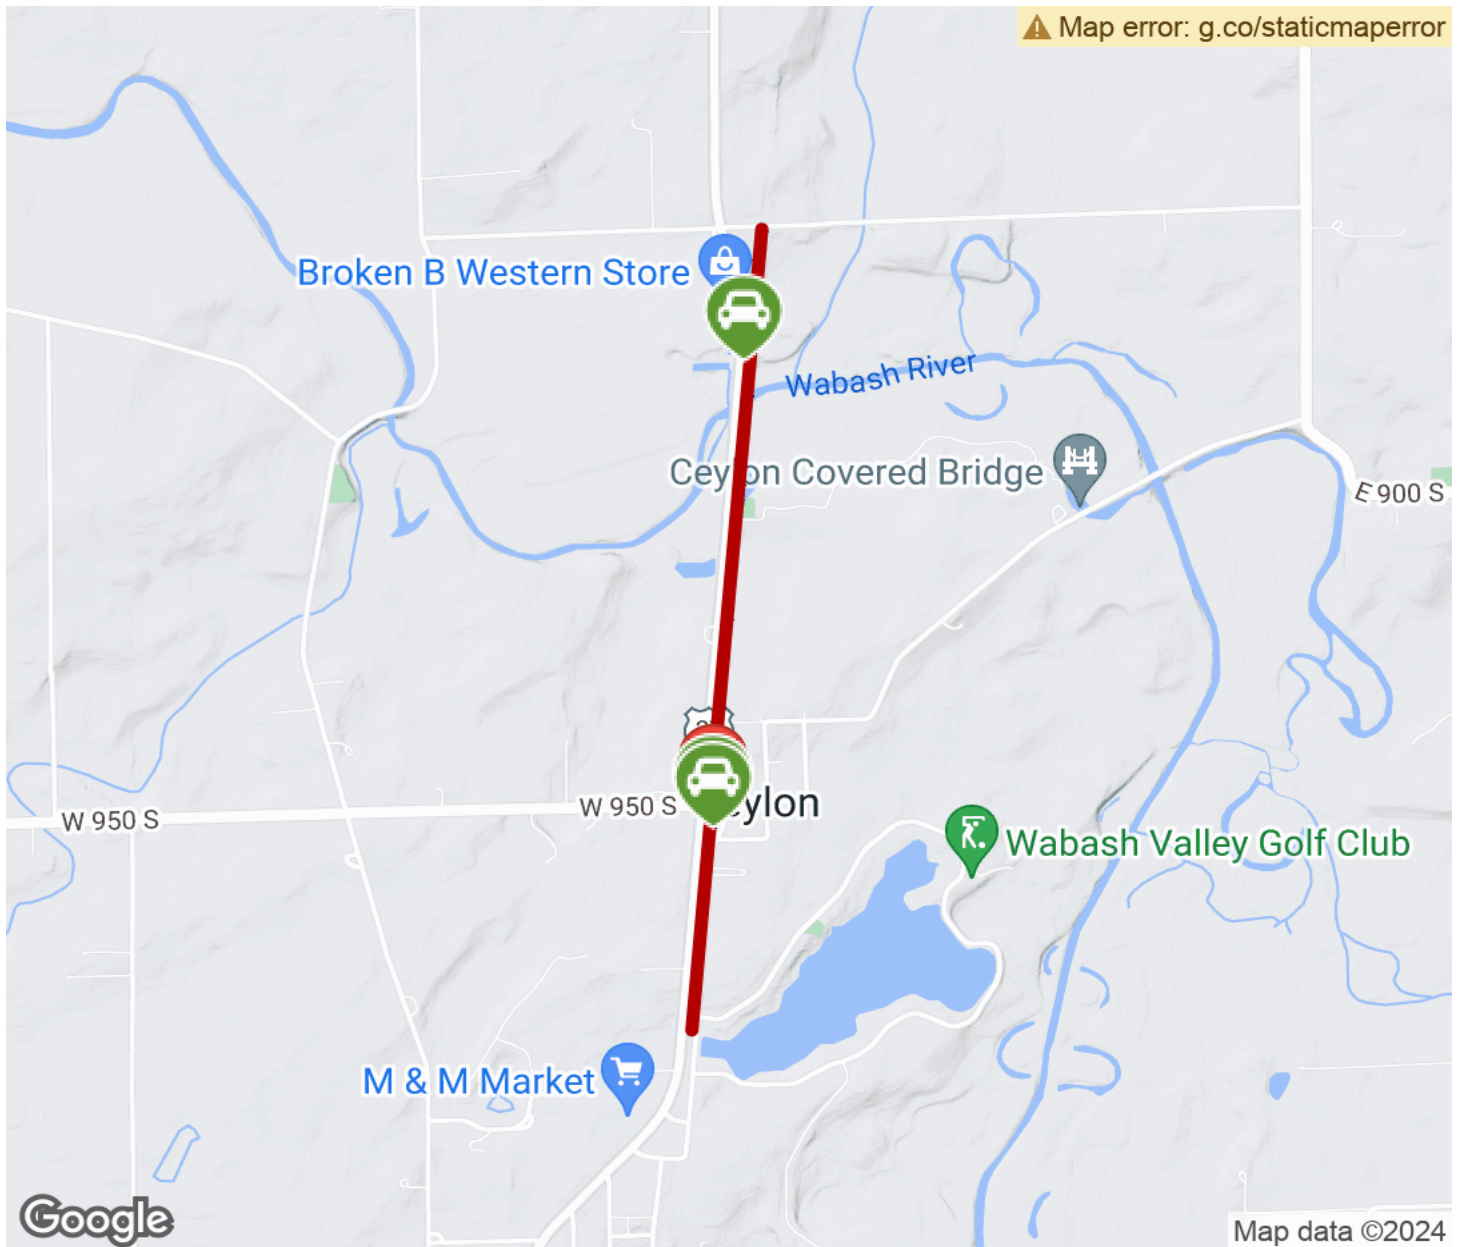 Map error: g.co/staticmaperror
Broken B Western Store
Wabash River
Ceylon Covered Bridge
E 900 S
W 950 S
W 950 S
Wabash Valley Golf Club
M & M Market
Google
Map data ©2024